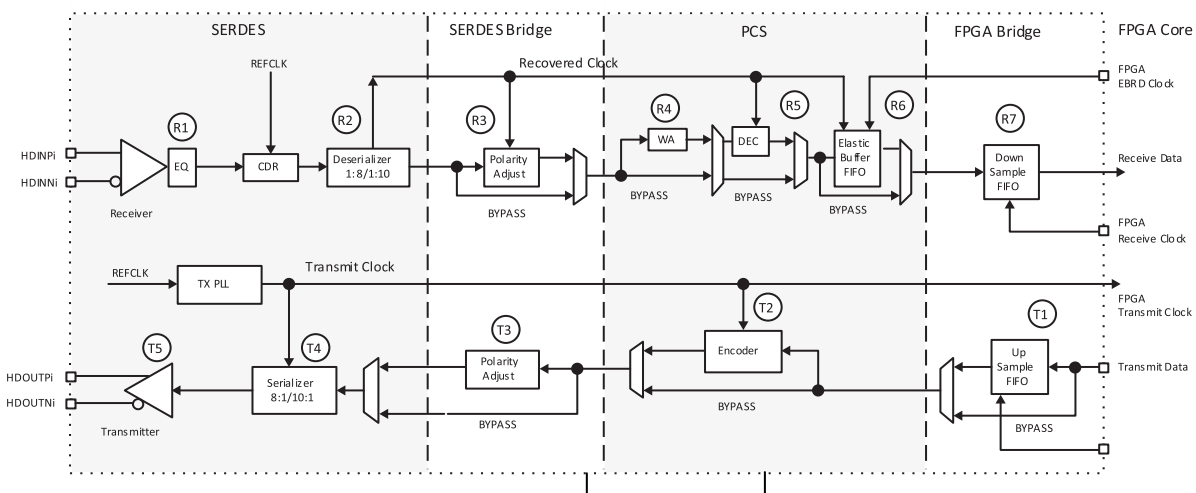 SERDES
SERDES Bridge
PCS
FPGA Bridge
FPGA Core
REFCLK
Recovered Clock
FPGA
EBRD Clock
R1
R2
R3
R4
R5
R6
R7
HDINPi
HDINNi
EQ
CDR
Deserializer
1:8/1:10
Polarity
Adjust
WA
DEC
Elastic
Buffer
FIFO
Down
Sample
FIFO
Receive Data
Receiver
BYPASS
BYPASS
BYPASS
BYPASS
FPGA
Receive Clock
REFCLK
TX PLL
Transmit Clock
FPGA
Transmit Clock
T5
T4
T3
T2
T1
HDOUTPi
HDOUTNi
Serializer
8:1/10:1
Polarity
Adjust
Encoder
Up
Sample
FIFO
Transmit Data
Transmitter
BYPASS
BYPASS
BYPASS